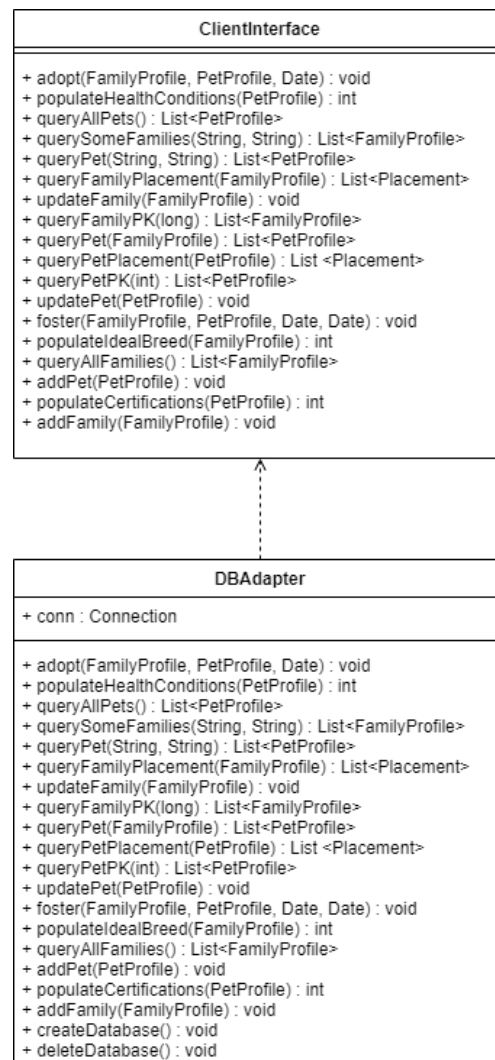 ClientInterface
+ adopt(FamilyProfile, PetProfile, Date) : void
+ populateHealthConditions(PetProfile) : int
+ queryAllPets() : List<PetProfile>
+ querySomeFamilies(String, String) : List<FamilyProfile>
+ queryPet(String, String) : List<PetProfile>
+ queryFamilyPlacement(FamilyProfile) : List<Placement>
+ updateFamily(FamilyProfile) : void
+ queryFamilyPK(long) : List<FamilyProfile>
+ queryPet(FamilyProfile) : List<PetProfile>
+ queryPetPlacement(PetProfile) : List <Placement>
+ queryPetPK(int) : List<PetProfile>
+ updatePet(PetProfile) : void
+ foster(FamilyProfile, PetProfile, Date, Date) : void
+ populateIdealBreed(FamilyProfile) : int
+ queryAllFamilies() : List<FamilyProfile>
+ addPet(PetProfile) : void
+ populateCertifications(PetProfile) : int
+ addFamily(FamilyProfile) : void
DBAdapter
+ conn : Connection
+ adopt(FamilyProfile, PetProfile, Date) : void
+ populateHealthConditions(PetProfile) : int
+ queryAllPets() : List<PetProfile>
+ querySomeFamilies(String, String) : List<FamilyProfile>
+ queryPet(String, String) : List<PetProfile>
+ queryFamilyPlacement(FamilyProfile) : List<Placement>
+ updateFamily(FamilyProfile) : void
+ queryFamilyPK(long) : List<FamilyProfile>
+ queryPet(FamilyProfile) : List<PetProfile>
+ queryPetPlacement(PetProfile) : List <Placement>
+ queryPetPK(int) : List<PetProfile>
+ updatePet(PetProfile) : void
+ foster(FamilyProfile, PetProfile, Date, Date) : void
+ populateIdealBreed(FamilyProfile) : int
+ queryAllFamilies() : List<FamilyProfile>
+ addPet(PetProfile) : void
+ populateCertifications(PetProfile) : int
+ addFamily(FamilyProfile) : void
+ createDatabase() : void
+ deleteDatabase() : void